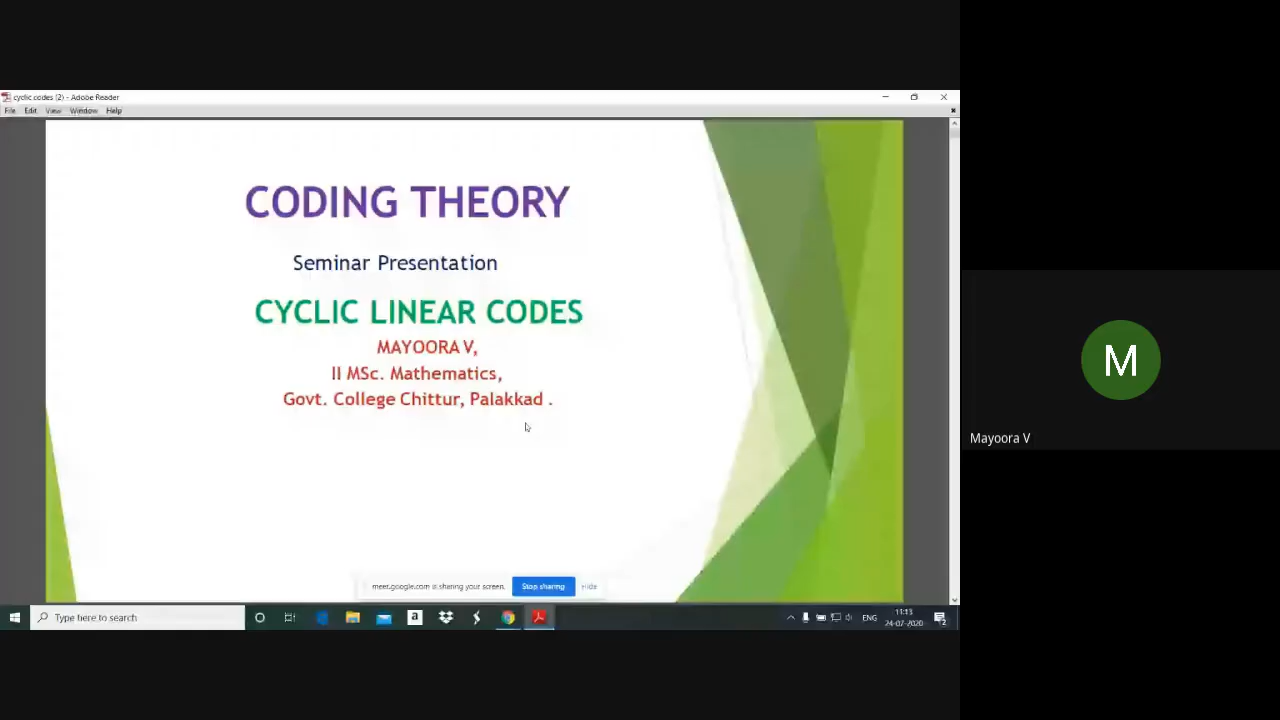 cyclic codes (2) - Adobe Reader
File Edit View Window Help
CODING THEORY
Seminar Presentation
CYCLIC LINEAR CODES
MAYOORA V,
II MSc. Mathematics,
Govt. College Chittur, Palakkad .
M
Mayoora V
meet.google.com is sharing your screen. Stop sharing Hide
Type here to search
a
ENG
11:13
24-07-2020